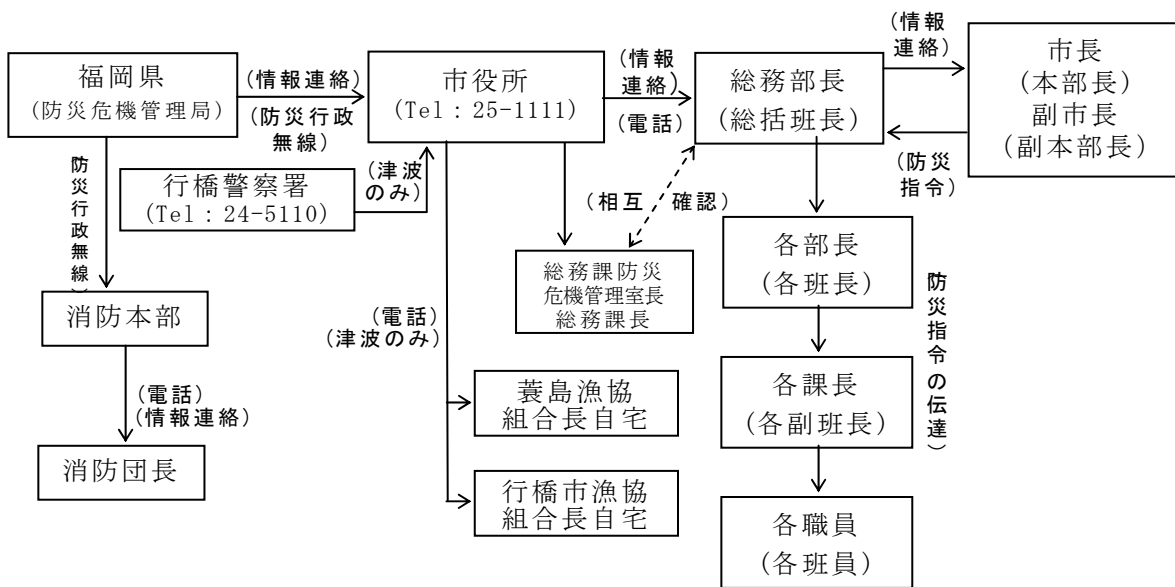 福岡県
(防災危機管理局)
(情報連絡)
(防災行政
無線)
市役所
(Tel：25-1111)
(情報
連絡)
(電話)
総務部長
(総括班長)
(情報
連絡)
市長
(本部長)
副市長
(副本部長)
(防災
指令)
防災行政無線)
行橋警察署
(Tel：24-5110)
(津波
のみ)
(相互　確認)
総務課防災
危機管理室長
総務課長
各部長
(各班長)
防災指令の伝達)
消防本部
(電話)
(津波のみ)
(電話)
(情報連絡)
消防団長
蓑島漁協
組合長自宅
各課長
(各副班長)
行橋市漁協
組合長自宅
各職員
(各班員)